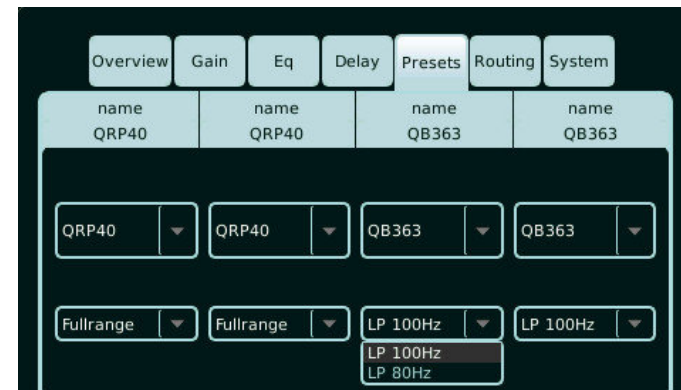 Overview Gain Eq Delay Presets Routing System
name name name name
QRP40 QRP40 QB363 QB363
QRP40 QRP40 QB363 QB363
Fullrange Fullrange LP 100Hz LP 100Hz
LP 100Hz
LP 80Hz